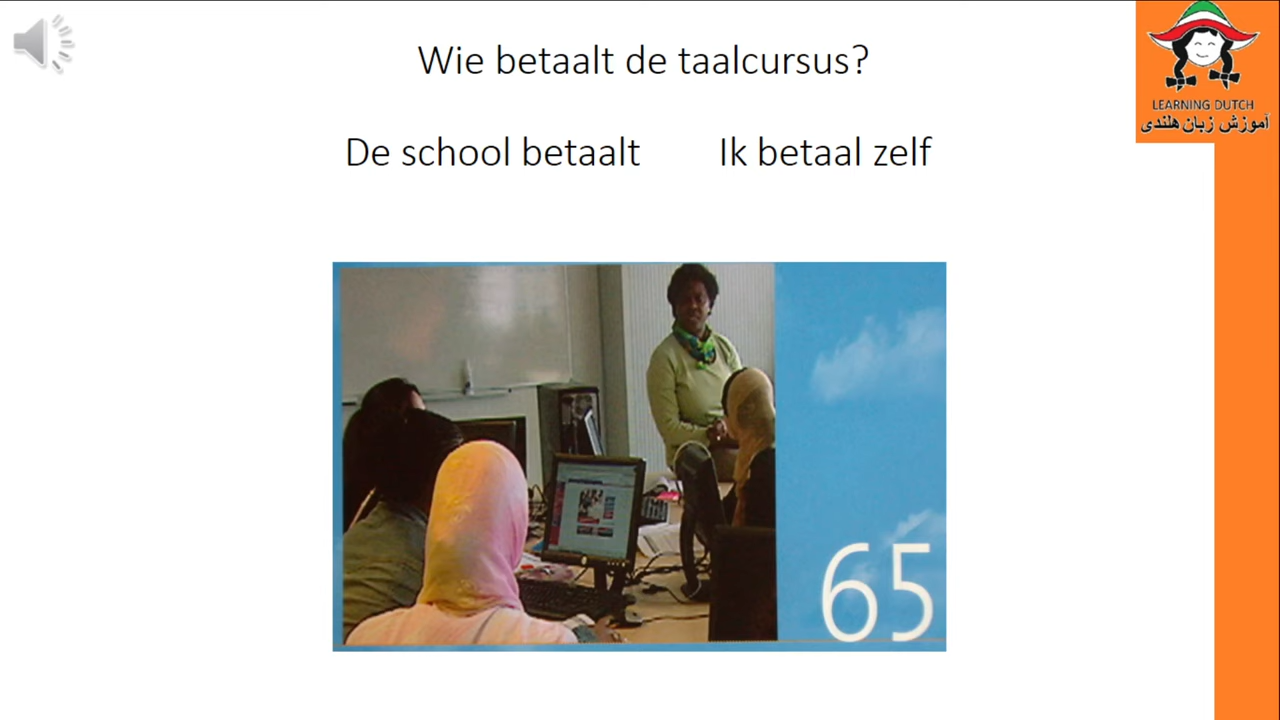 Wie betaalt de taalcursus?
De school betaalt Ik betaal zelf
LEARNING DUTCH
آموزش زبان هلندی
65